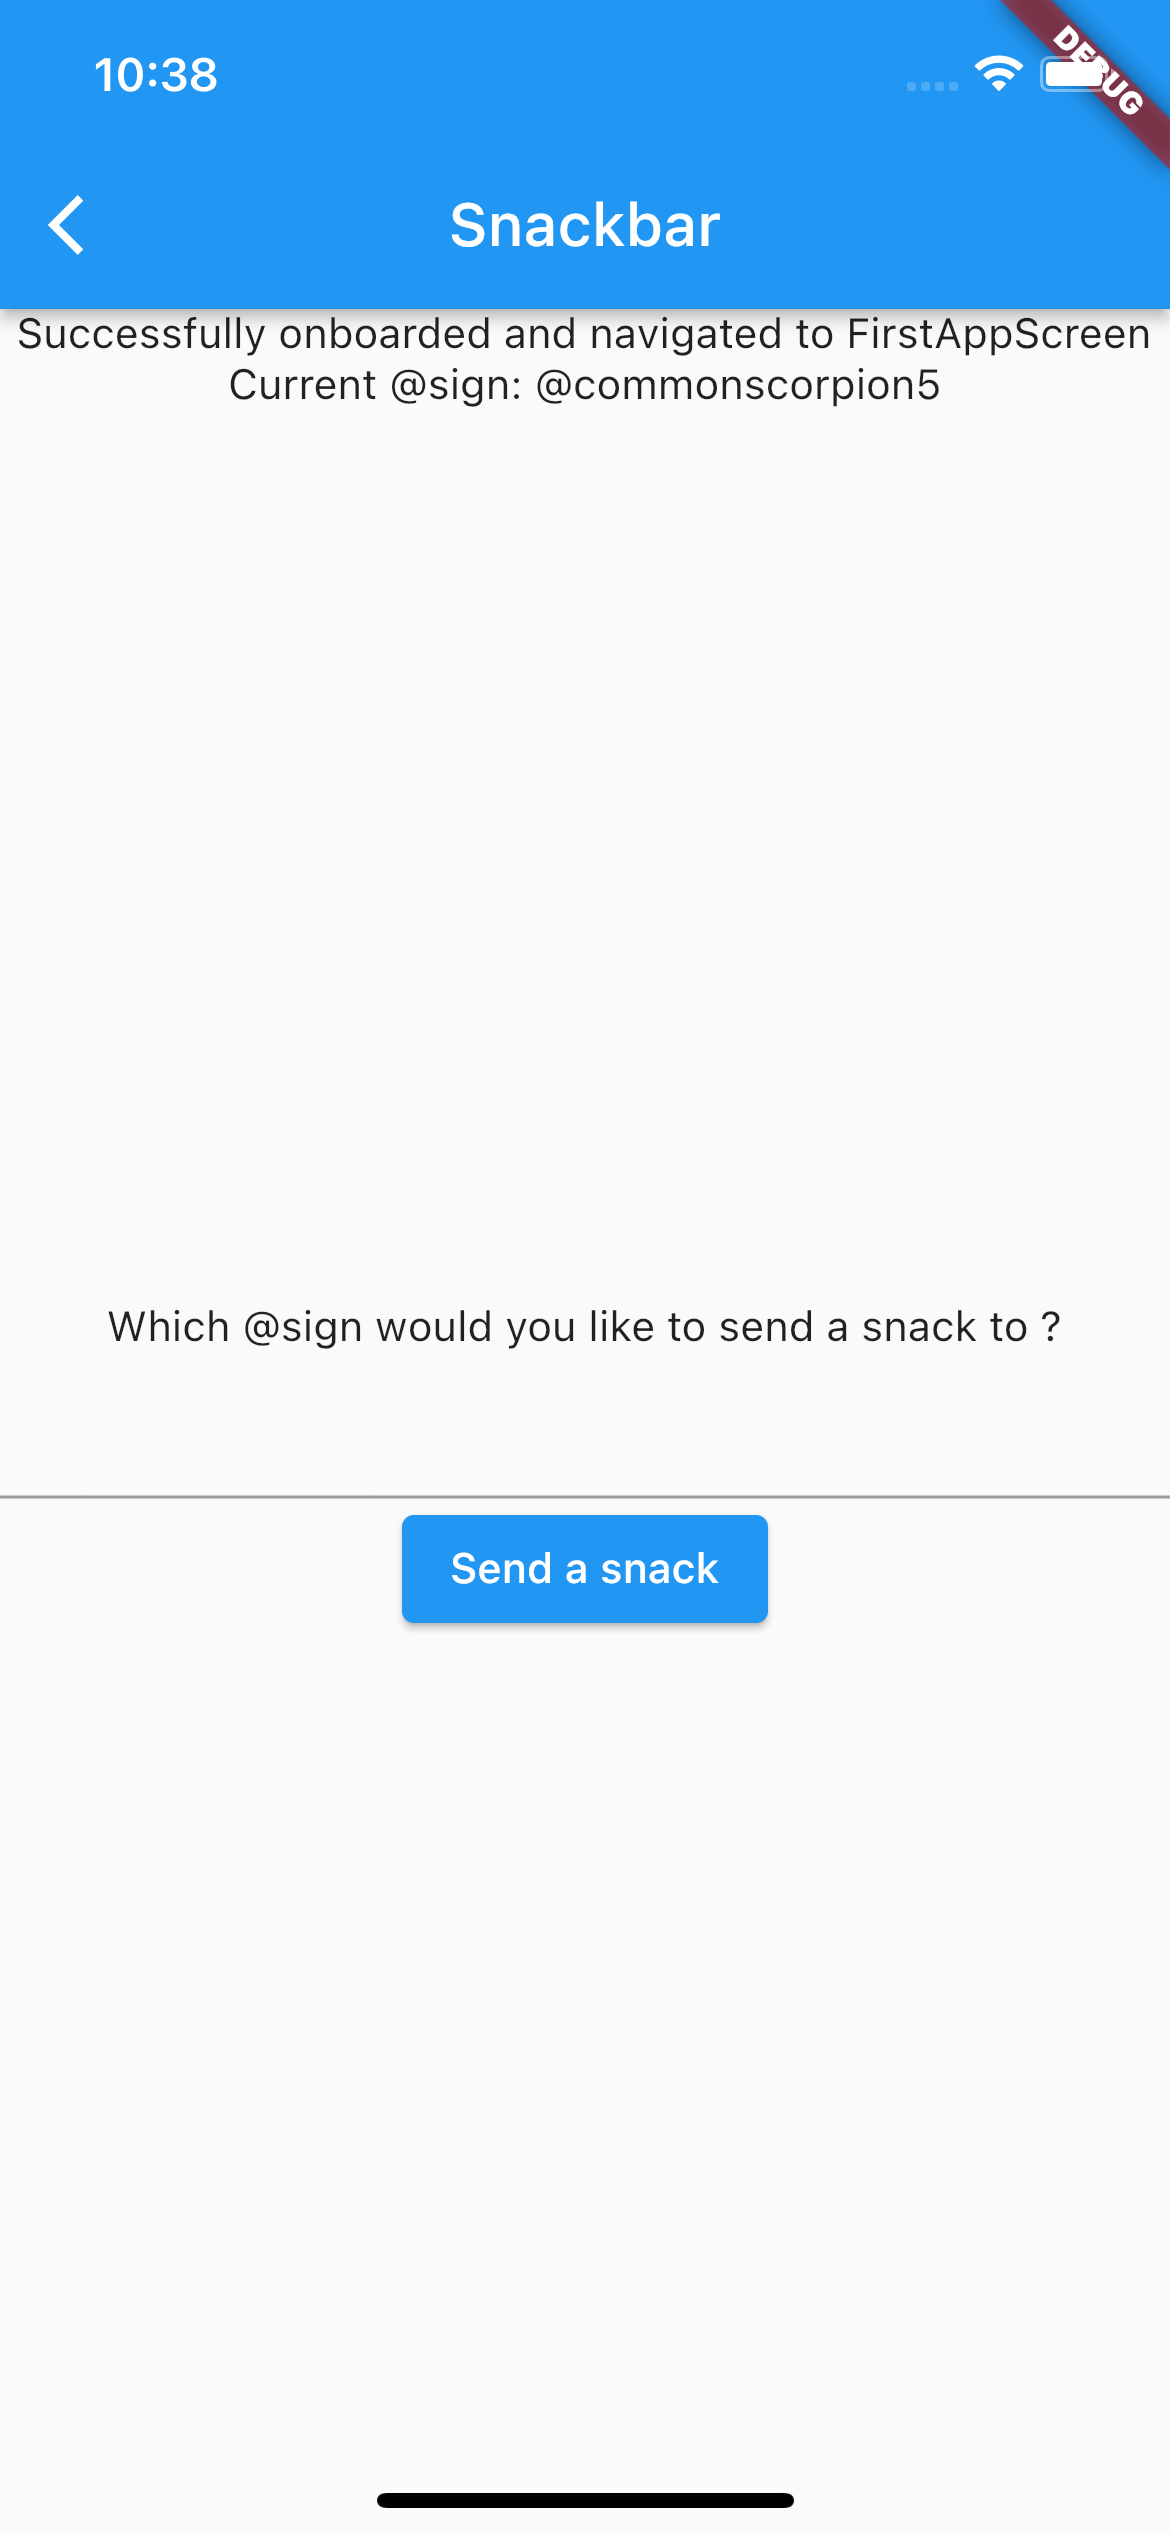 10:38
DEBUG
Snackbar
Successfully onboarded and navigated to FirstAppScreen
Current @sign: @commonscorpion5
Which @sign would you like to send a snack to ?
Send a snack